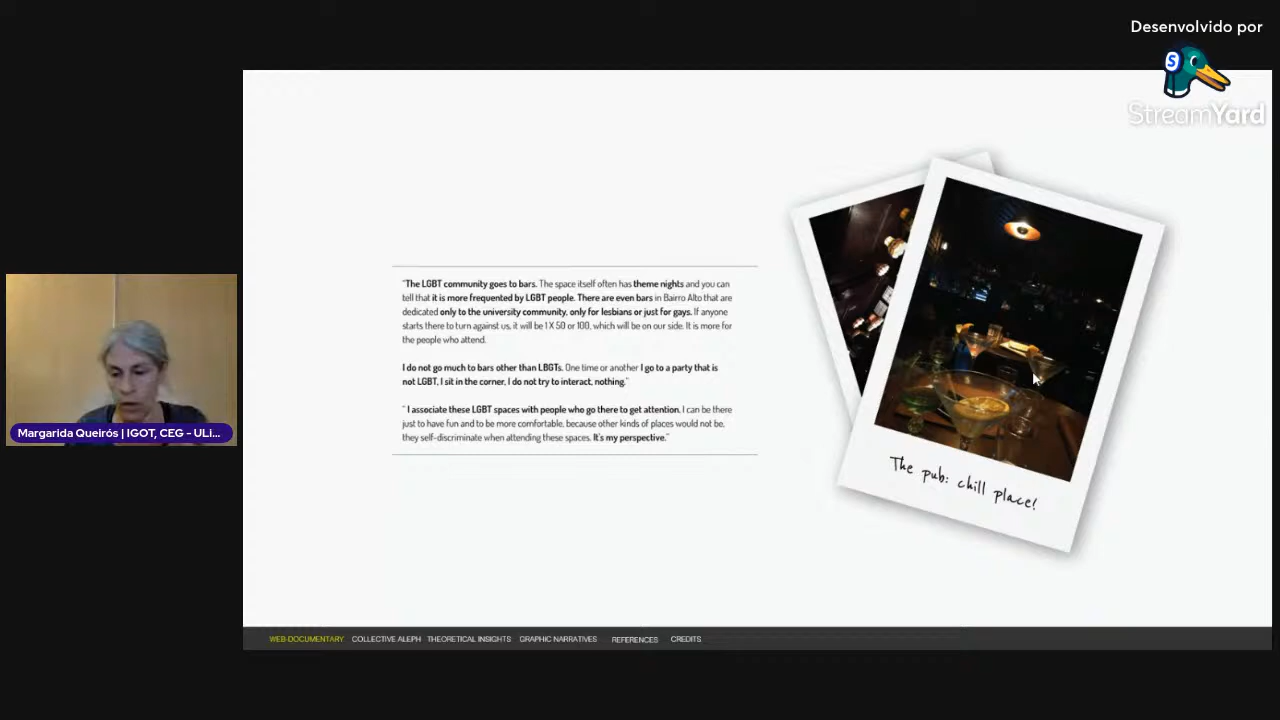 Desenvolvido por
StreamYard
"The LGBT community goes to bars. The space itself often has theme nights and you can
tell that it is more frequented by LGBT people. There are even bars in Bairro Alto that are
dedicated only to the university community, only for lesbians or just for gays. If anyone
starts there to turn against us, it will be 1 X 50 or 100, which will be on our side. It is more for
the people who attend.
I do not go much to bars other than LBGTs. One time or another I go to a party that is
not LGBT, I sit in the corner, I do not try to interact, nothing."
" I associate these LGBT spaces with people who go there to get attention. I can be there
just to have fun and to be more comfortable, because other kinds of places would not be,
they self-discriminate when attending these spaces. It's my perspective."
The pub: chill place!
Margarida Queirós | IGOT, CEG - ULi...
WEB-DOCUMENTARY COLLECTIVE ALEPH THEORETICAL INSIGHTS GRAPHIC NARRATIVES REFERENCES CREDITS